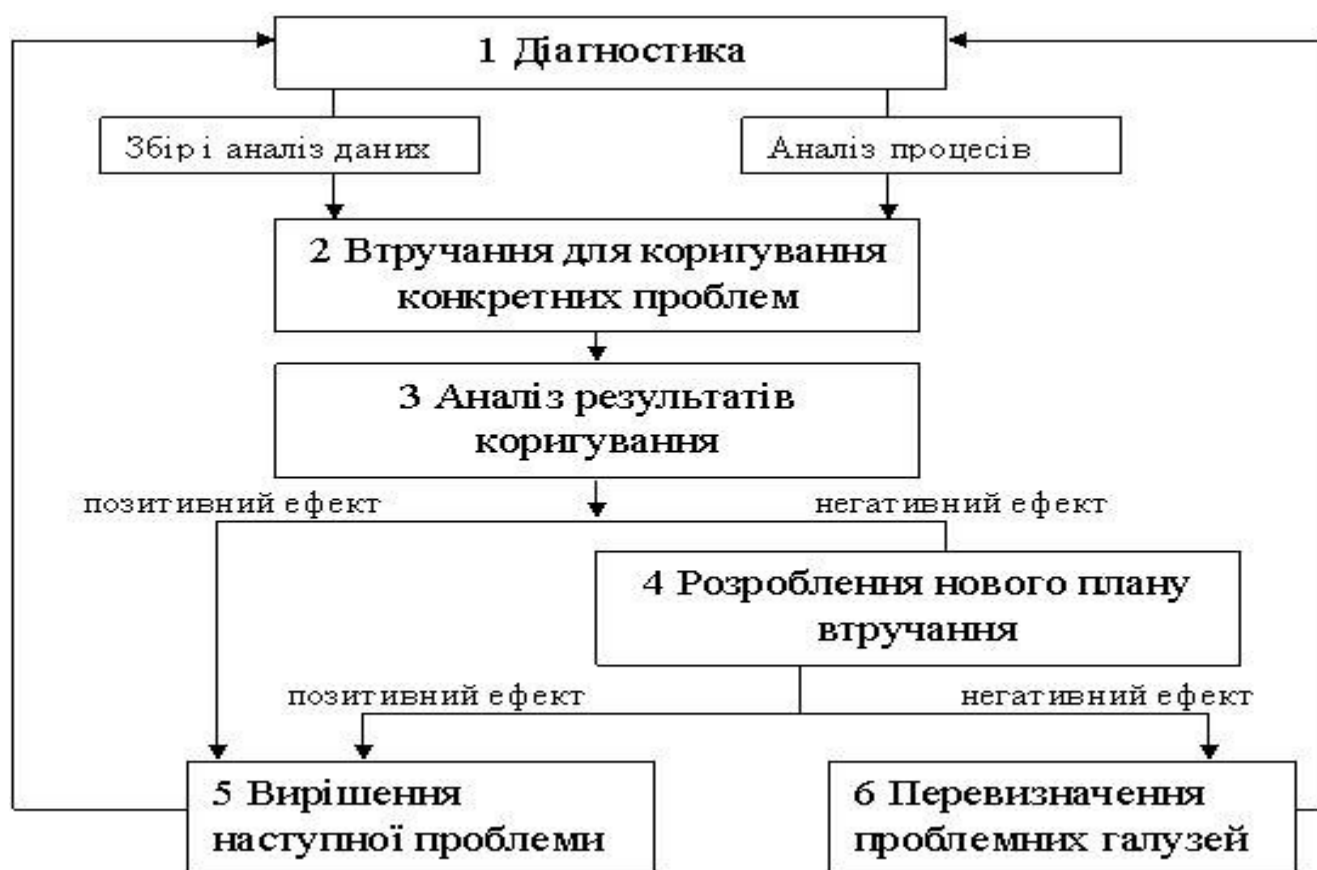 1 Діагностика
Збір і аналіз даних
Аналіз процесів
2 Втручання для коригування
конкретних проблем
3 Аналіз результатів
коригування
позитивний ефект
негативний ефект
4 Розроблення нового плану
втручання
позитивний ефект
негативний ефект
5 Вирішення
наступної проблеми
6 Перевизначення
проблемних галузей